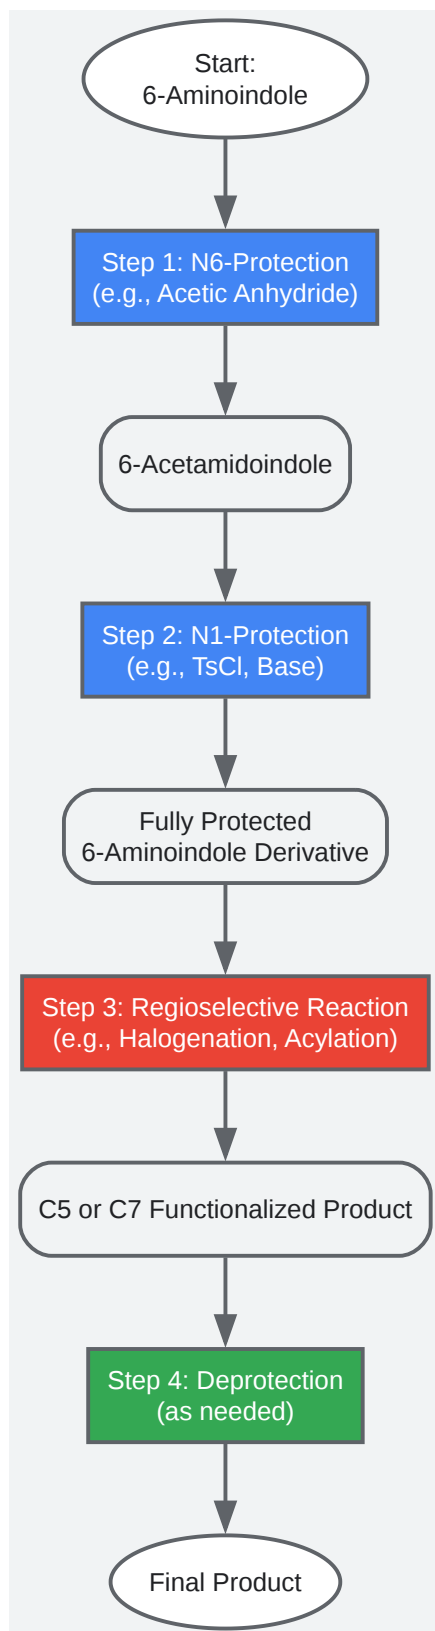 Start:
6-Aminoindole
Step 1: N6-Protection
(e.g., Acetic Anhydride)
6-Acetamidoindole
Step 2: N1-Protection
(e.g., TsCl, Base)
Fully Protected
6-Aminoindole Derivative
Step 3: Regioselective Reaction
(e.g., Halogenation, Acylation)
C5 or C7 Functionalized Product
Step 4: Deprotection
(as needed)
Final Product